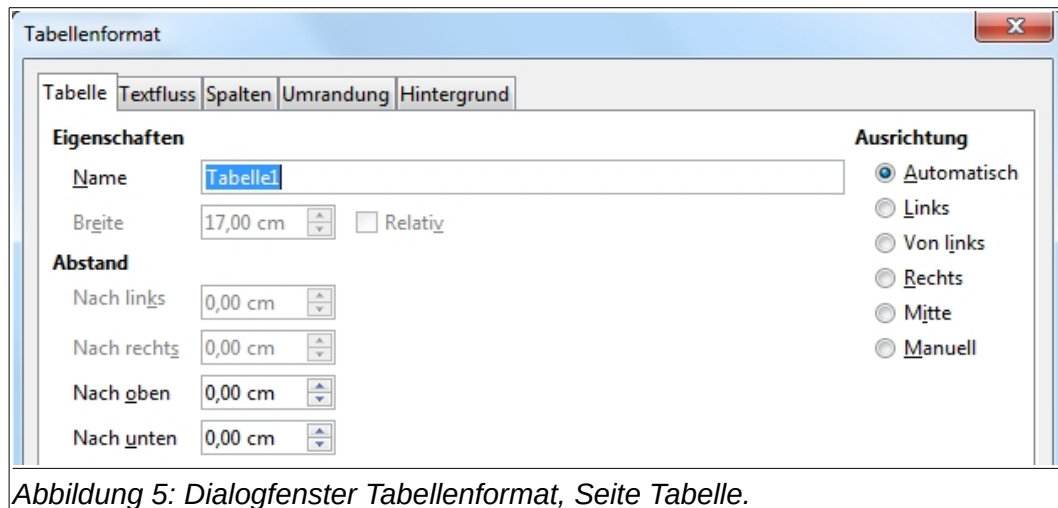 Tabellenformat
Tabelle Textfluss Spalten Umrandung Hintergrund
Eigenschaften
Name Tabelle1
Breite 17,00 cm Relativ
Abstand
Nach links 0,00 cm
Nach rechts 0,00 cm
Nach oben 0,00 cm
Nach unten 0,00 cm
Ausrichtung
Automatisch
Links
Von links
Rechts
Mitte
Manuell
Abbildung 5: Dialogfenster Tabellenformat, Seite Tabelle.